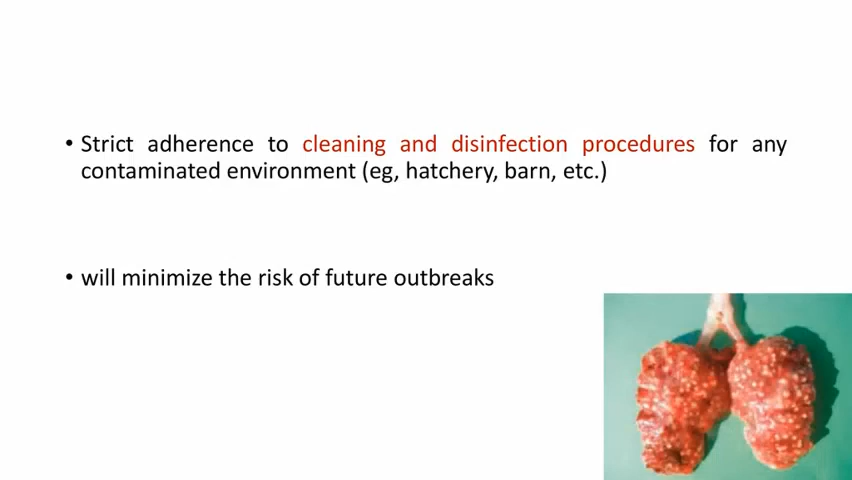 • Strict adherence to cleaning and disinfection procedures for any
contaminated environment (eg, hatchery, barn, etc.)
• will minimize the risk of future outbreaks